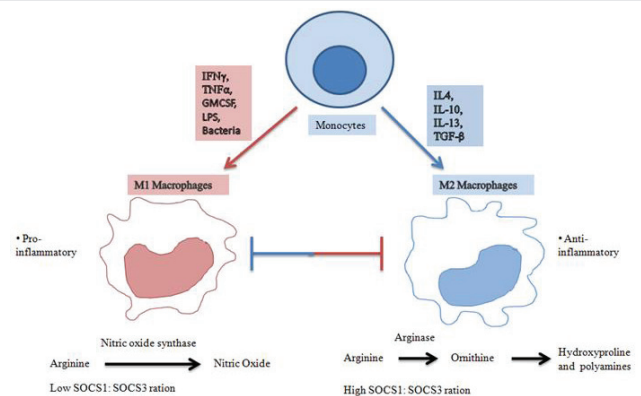 IFNγ,
TNFα,
GMCSF,
LPS,
Bacteria
IL4,
IL-10,
IL-13,
TGF-β
Monocytes
M1 Macrophages
M2 Macrophages
• Pro-
inflammatory
• Anti-
inflammatory
Nitric oxide synthase
Arginine
Nitric Oxide
Low SOCS1: SOCS3 ration
Arginase
Arginine
Ornithine
Hydoxyproline
and polyamines
High SOCS1: SOCS3 ration